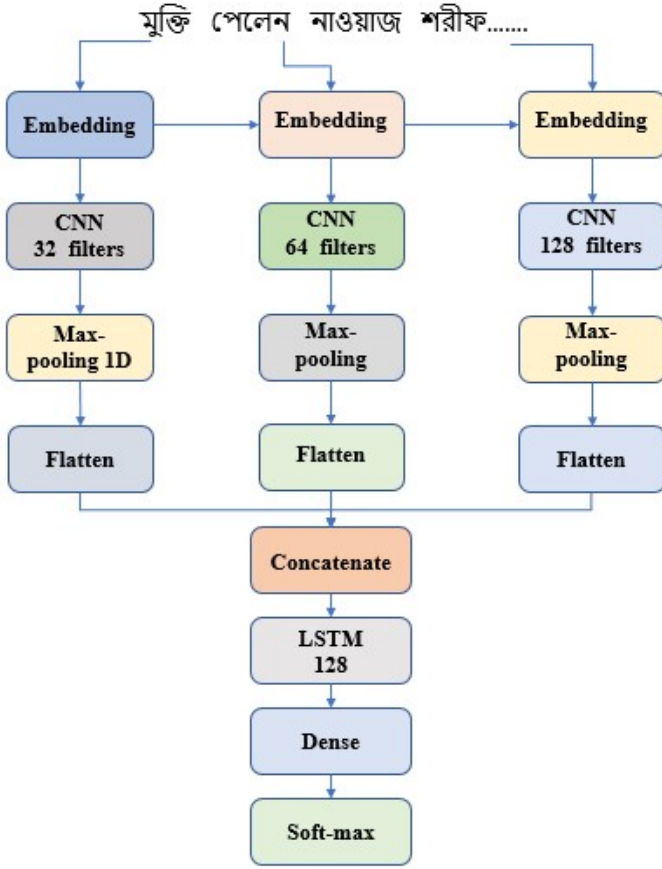 মুক্তি পেলেন নাওয়াজ শরীফ.......
Embedding
Embedding
Embedding
CNN
32 filters
CNN
64 filters
CNN
128 filters
Max-
pooling 1D
Max-
pooling
Max-
pooling
Flatten
Flatten
Flatten
Concatenate
LSTM
128
Dense
Soft-max